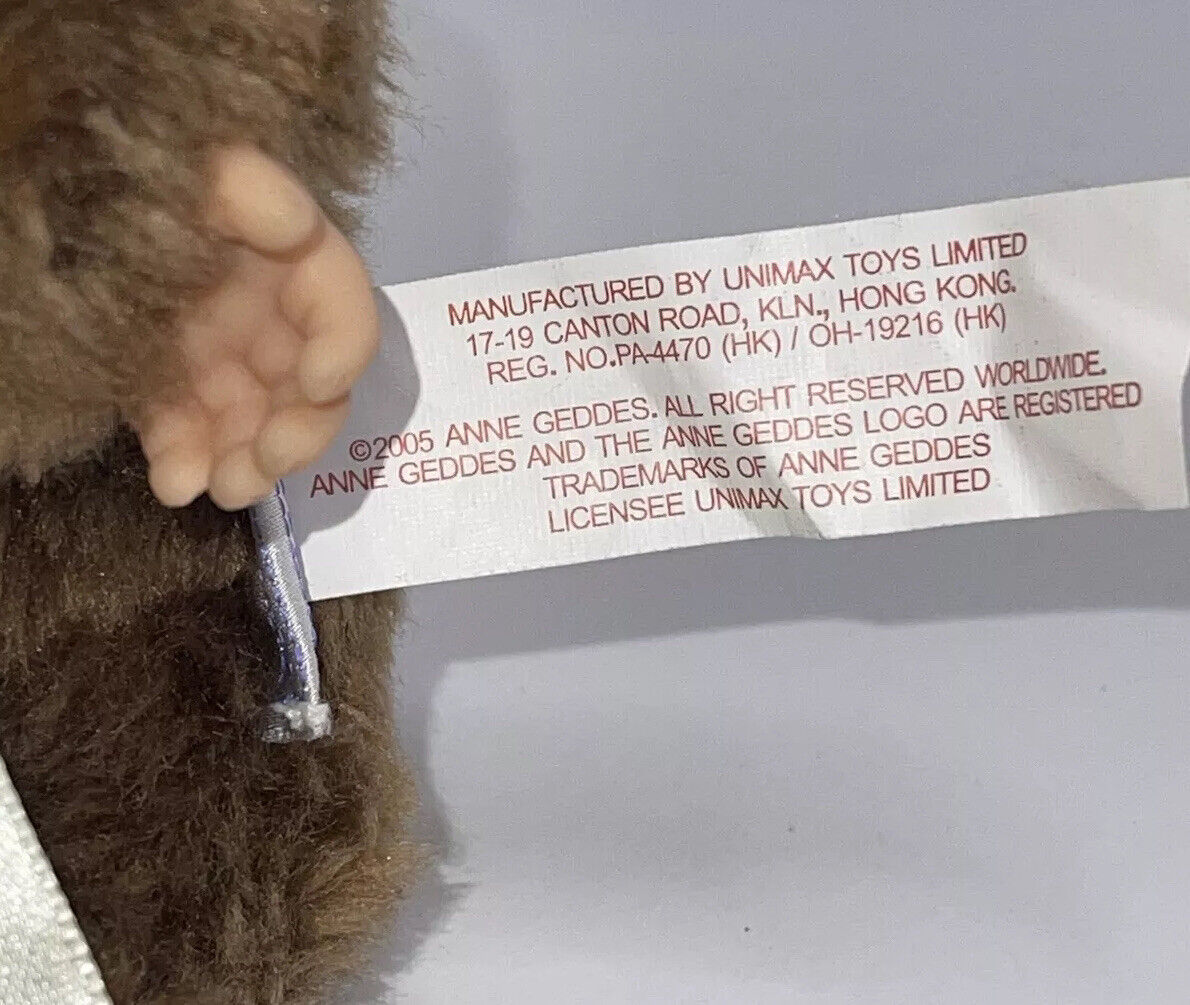 MANUFACTURED BY UNIMAX TOYS LIMITED
17-19 CANTON ROAD, KLN., HONG KONG.
REG. NO.PA-4470 (HK) / OH-19216 (HK)
©2005 ANNE GEDDES. ALL RIGHT RESERVED WORLDWIDE.
ANNE GEDDES AND THE ANNE GEDDES LOGO ARE REGISTERED
TRADEMARKS OF ANNE GEDDES
LICENSEE UNIMAX TOYS LIMITED